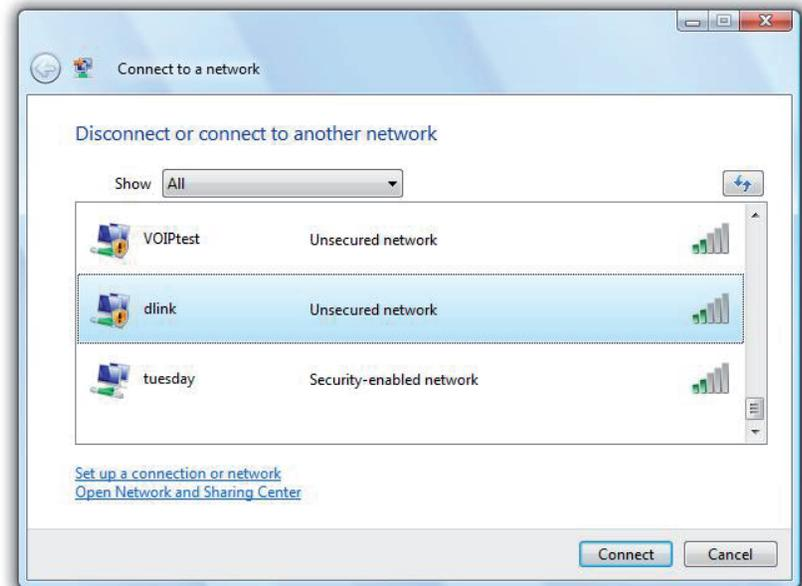 Connect to a network
Disconnect or connect to another network
Show All
VOIPtest Unsecured network
dlink Unsecured network
tuesday Security-enabled network
Set up a connection or network
Open Network and Sharing Center
Connect Cancel